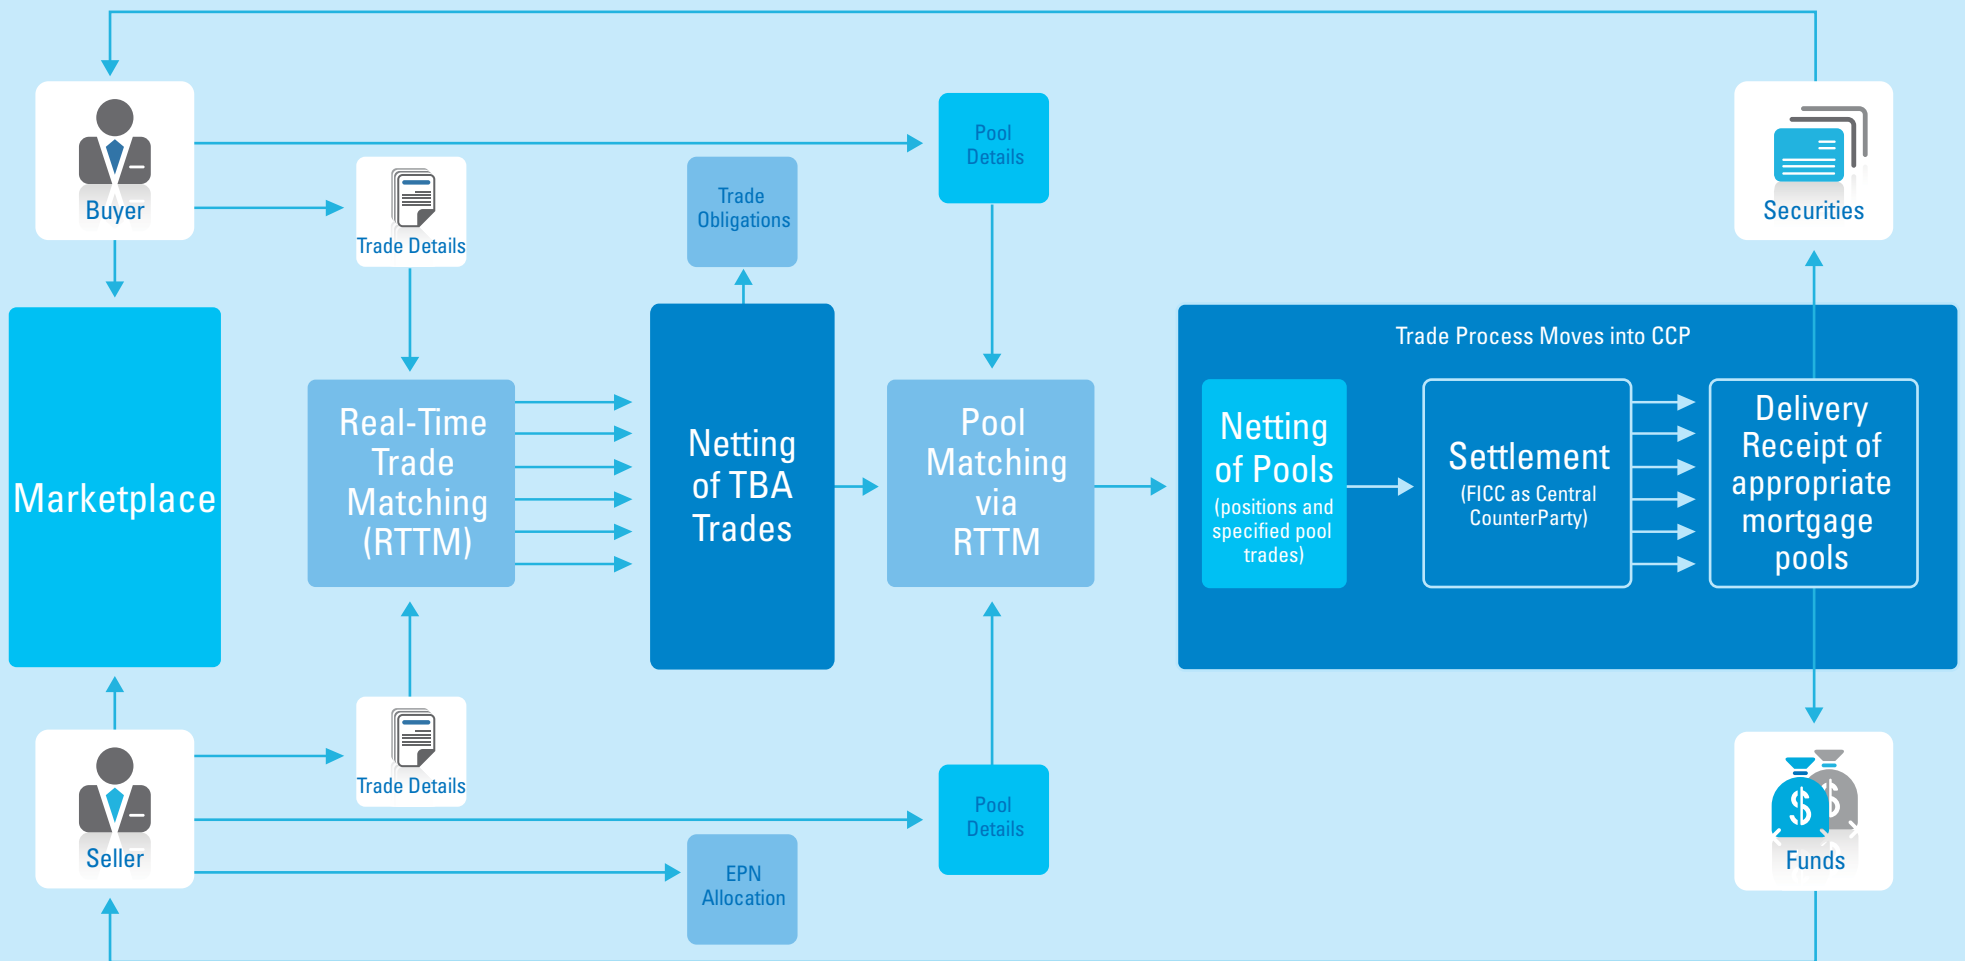 Buyer
Trade Details
Trade
Obligations
Pool
Details
Securities
Marketplace
Real-Time
Trade
Matching
(RTTM)
Netting
of TBA
Trades
Pool
Matching
via
RTTM
Trade Process Moves into CCP
Netting
of Pools
(positions and
specified pool
trades)
Settlement
(FICC as Central
CounterParty)
Delivery
Receipt of
appropriate
mortgage
pools
Seller
Trade Details
EPN
Allocation
Pool
Details
$
$
Funds